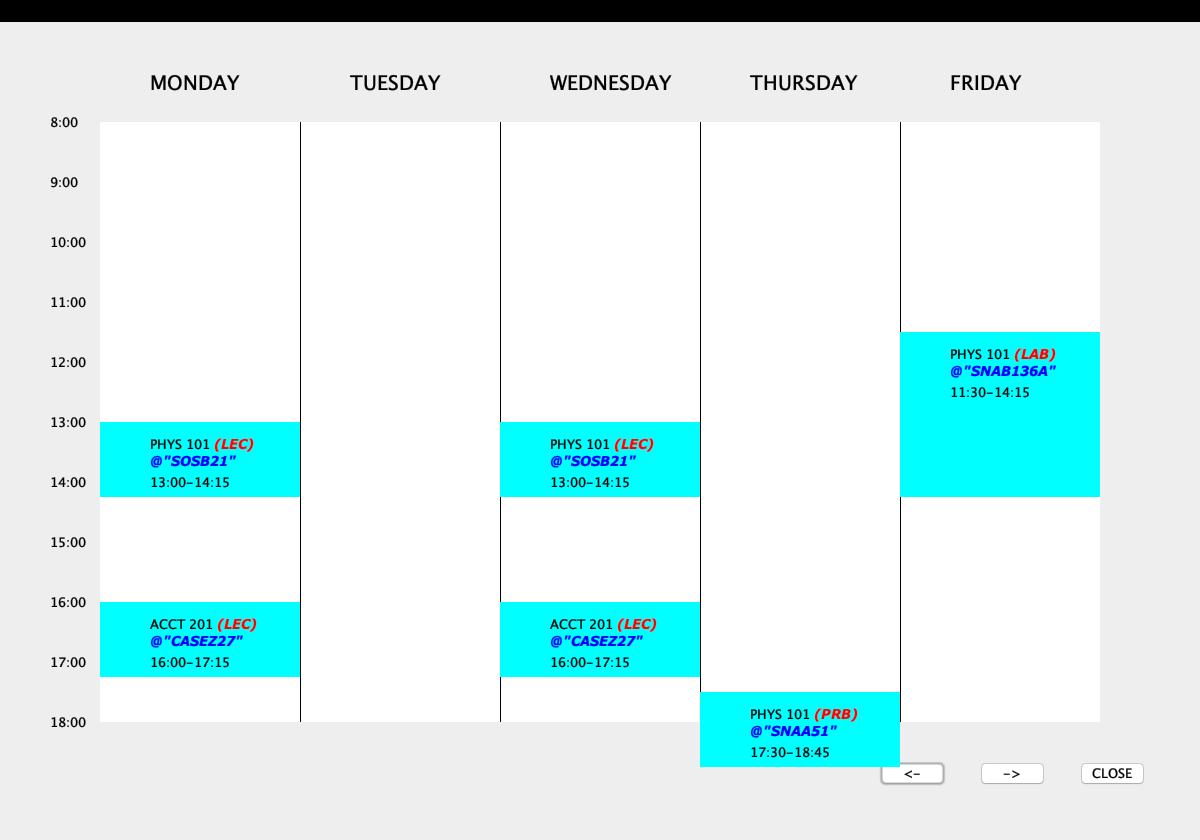 MONDAY TUESDAY WEDNESDAY THURSDAY FRIDAY
8:00
9:00
10:00
11:00
PHYS 101 (LAB)
12:00
@"SNAB136A"
11:30-14:15
13:00
PHYS 101 (LEC) PHYS 101 (LEC)
@"SOSB21" @"SOSB21"
14:00 13:00-14:15 13:00-14:15
15:00
16:00
ACCT 201 (LEC) ACCT 201 (LEC)
@"CASEZ27" @"CASEZ27"
17:00 16:00-17:15 16:00-17:15
18:00 PHYS 101 (PRB)
@"SNAA51"
17:30-18:45
<- -> CLOSE